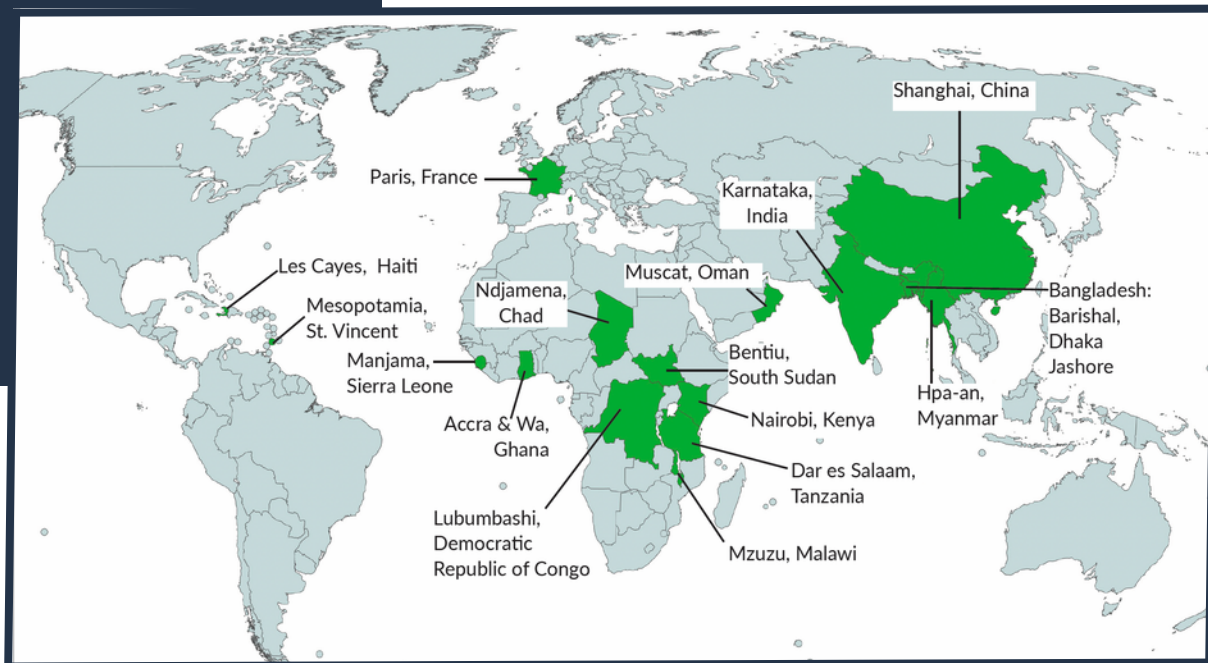 Shanghai, China
Paris, France
Karnataka,
India
Les Cayes, Haiti
Muscat, Oman
Ndjamena,
Chad
Bangladesh:
Barishal,
Dhaka
Jashore
Mesopotamia,
St. Vincent
Manjama,
Sierra Leone
Bentiu,
South Sudan
Hpa-an,
Myanmar
Accra & Wa,
Ghana
Nairobi, Kenya
Dar es Salaam,
Tanzania
Lubumbashi,
Democratic
Republic of Congo
Mzuzu, Malawi